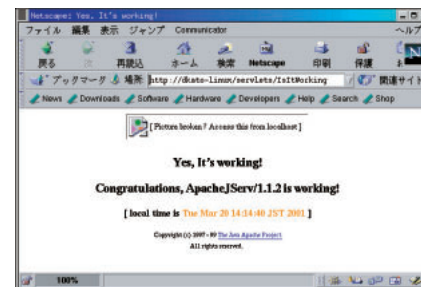 Netscape: Yes, It's working!
ファイル 編集 表示 ジャンプ Communicator ヘルプ
戻る 再読込 ホーム 検索 Netscape 印刷 保護
ブックマーク 場所: http://dkato-linux/servlets/IsItWorking 関連サイト
News Downloads Software Hardware Developers Help Search Shop
[ Picture broken? Access this from localhost ]
Yes, It's working!
Congratulations, ApacheJServ/1.1.2 is working!
[ local time is Tue Mar 20 14:14:40 JST 2001 ]
Copyright (c) 1997-99 The Java Apache Project
All rights reserved.
100%